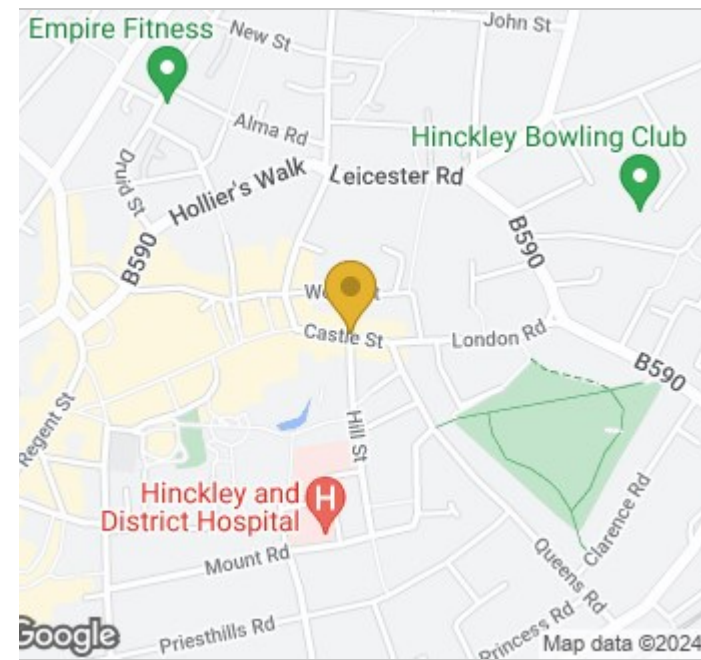 John St
New St
Empire Fitness
Alma Rd
Hinckley Bowling Club
Druid St
Hollier's Walk
Leicester Rd
B590
B590
Castle St
London Rd
B590
Regent St
Hill St
Hinckley and
District Hospital
H
Clarence Rd
Mount Rd
Queens Rd
Princess Rd
Priesthills Rd
Google
Map data ©2024